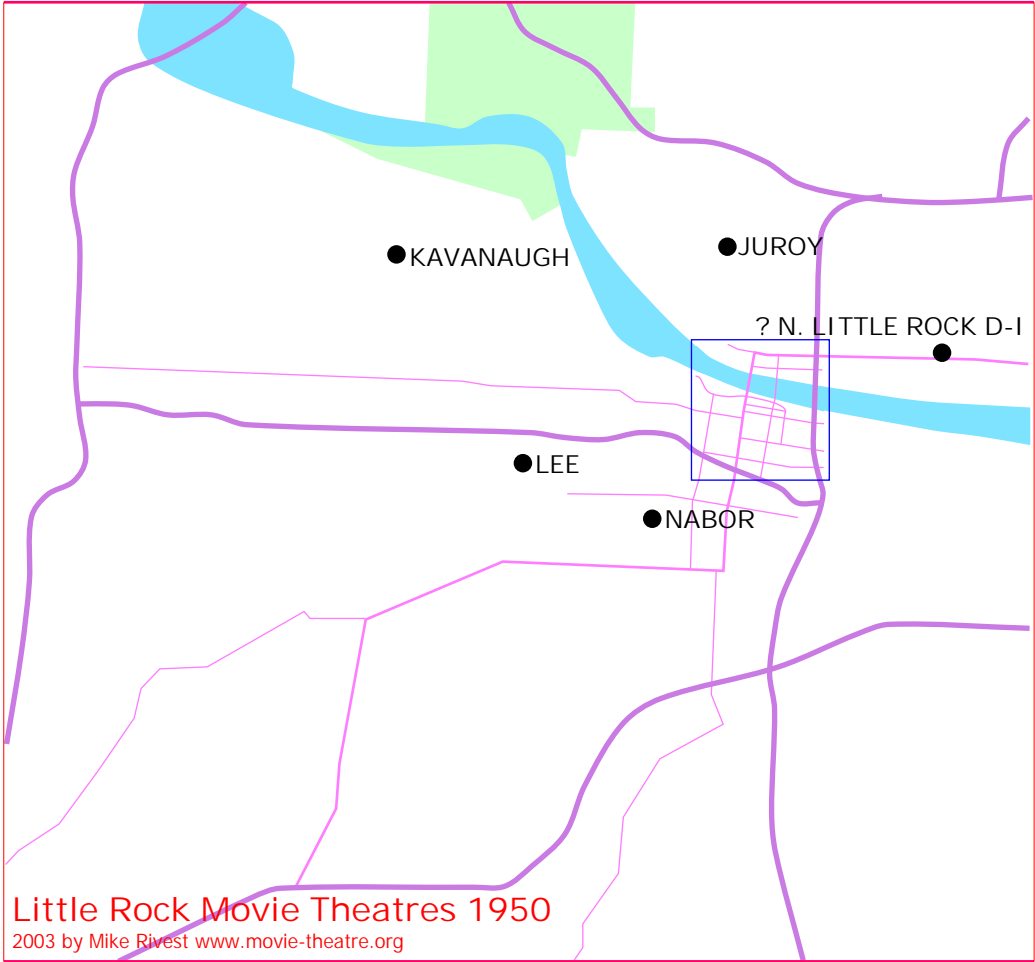 KAVANAUGH
JUROY
? N. LITTLE ROCK D-I
LEE
NABOR
Little Rock Movie Theatres 1950
2003 by Mike Rivest www.movie-theatre.org